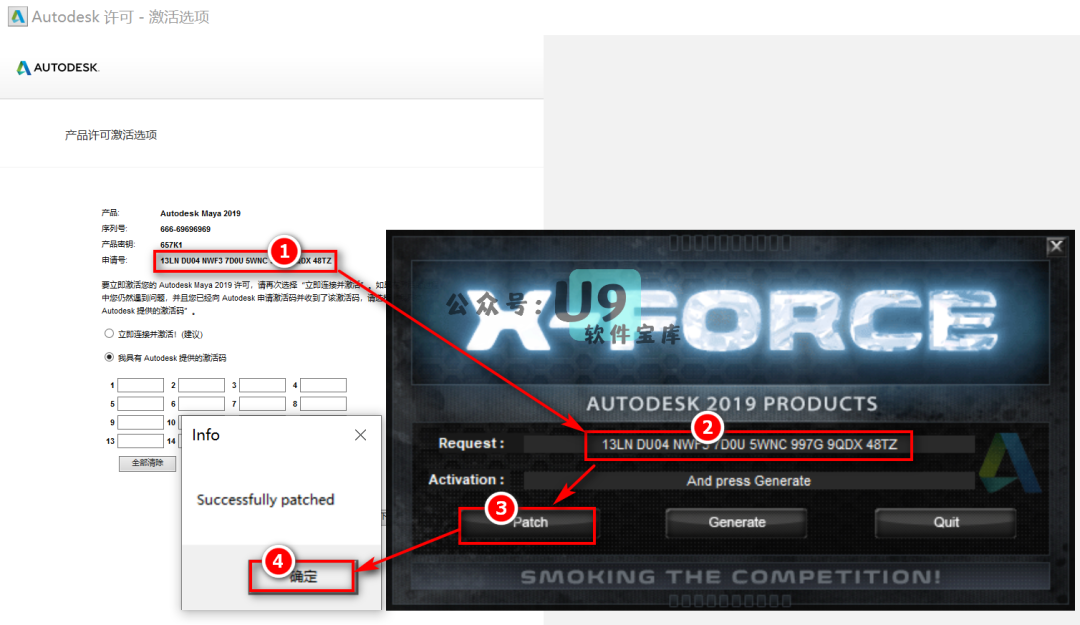 Autodesk 许可 - 激活选项
AUTODESK.
产品许可激活选项
产品: Autodesk Maya 2019
序列号: 666-69696969
产品密钥: 657K1
申请号: 13LN DU04 NWF3 7D0U 5WNC QDX 48TZ
1
要立即激活您的 Autodesk Maya 2019 许可，请再次选择“立即连接并激活”。如果
中您仍然遇到问题，并且您已经向 Autodesk 申请激活码并收到了该激活码，请选
Autodesk 提供的激活码”。
立即连接并激活! (建议)
我具有 Autodesk 提供的激活码
1 2 3 4
5 6 7 8
9 10
13 14
全部清除
Info
Successfully patched
4
确定
公众号: U9
软件宝库
X-FORCE
AUTODESK 2019 PRODUCTS
2
Request : 13LN DU04 NWF3 7D0U 5WNC 997G 9QDX 48TZ
Activation : And press Generate
3
Patch Generate Quit
SMOKING THE COMPETITION!